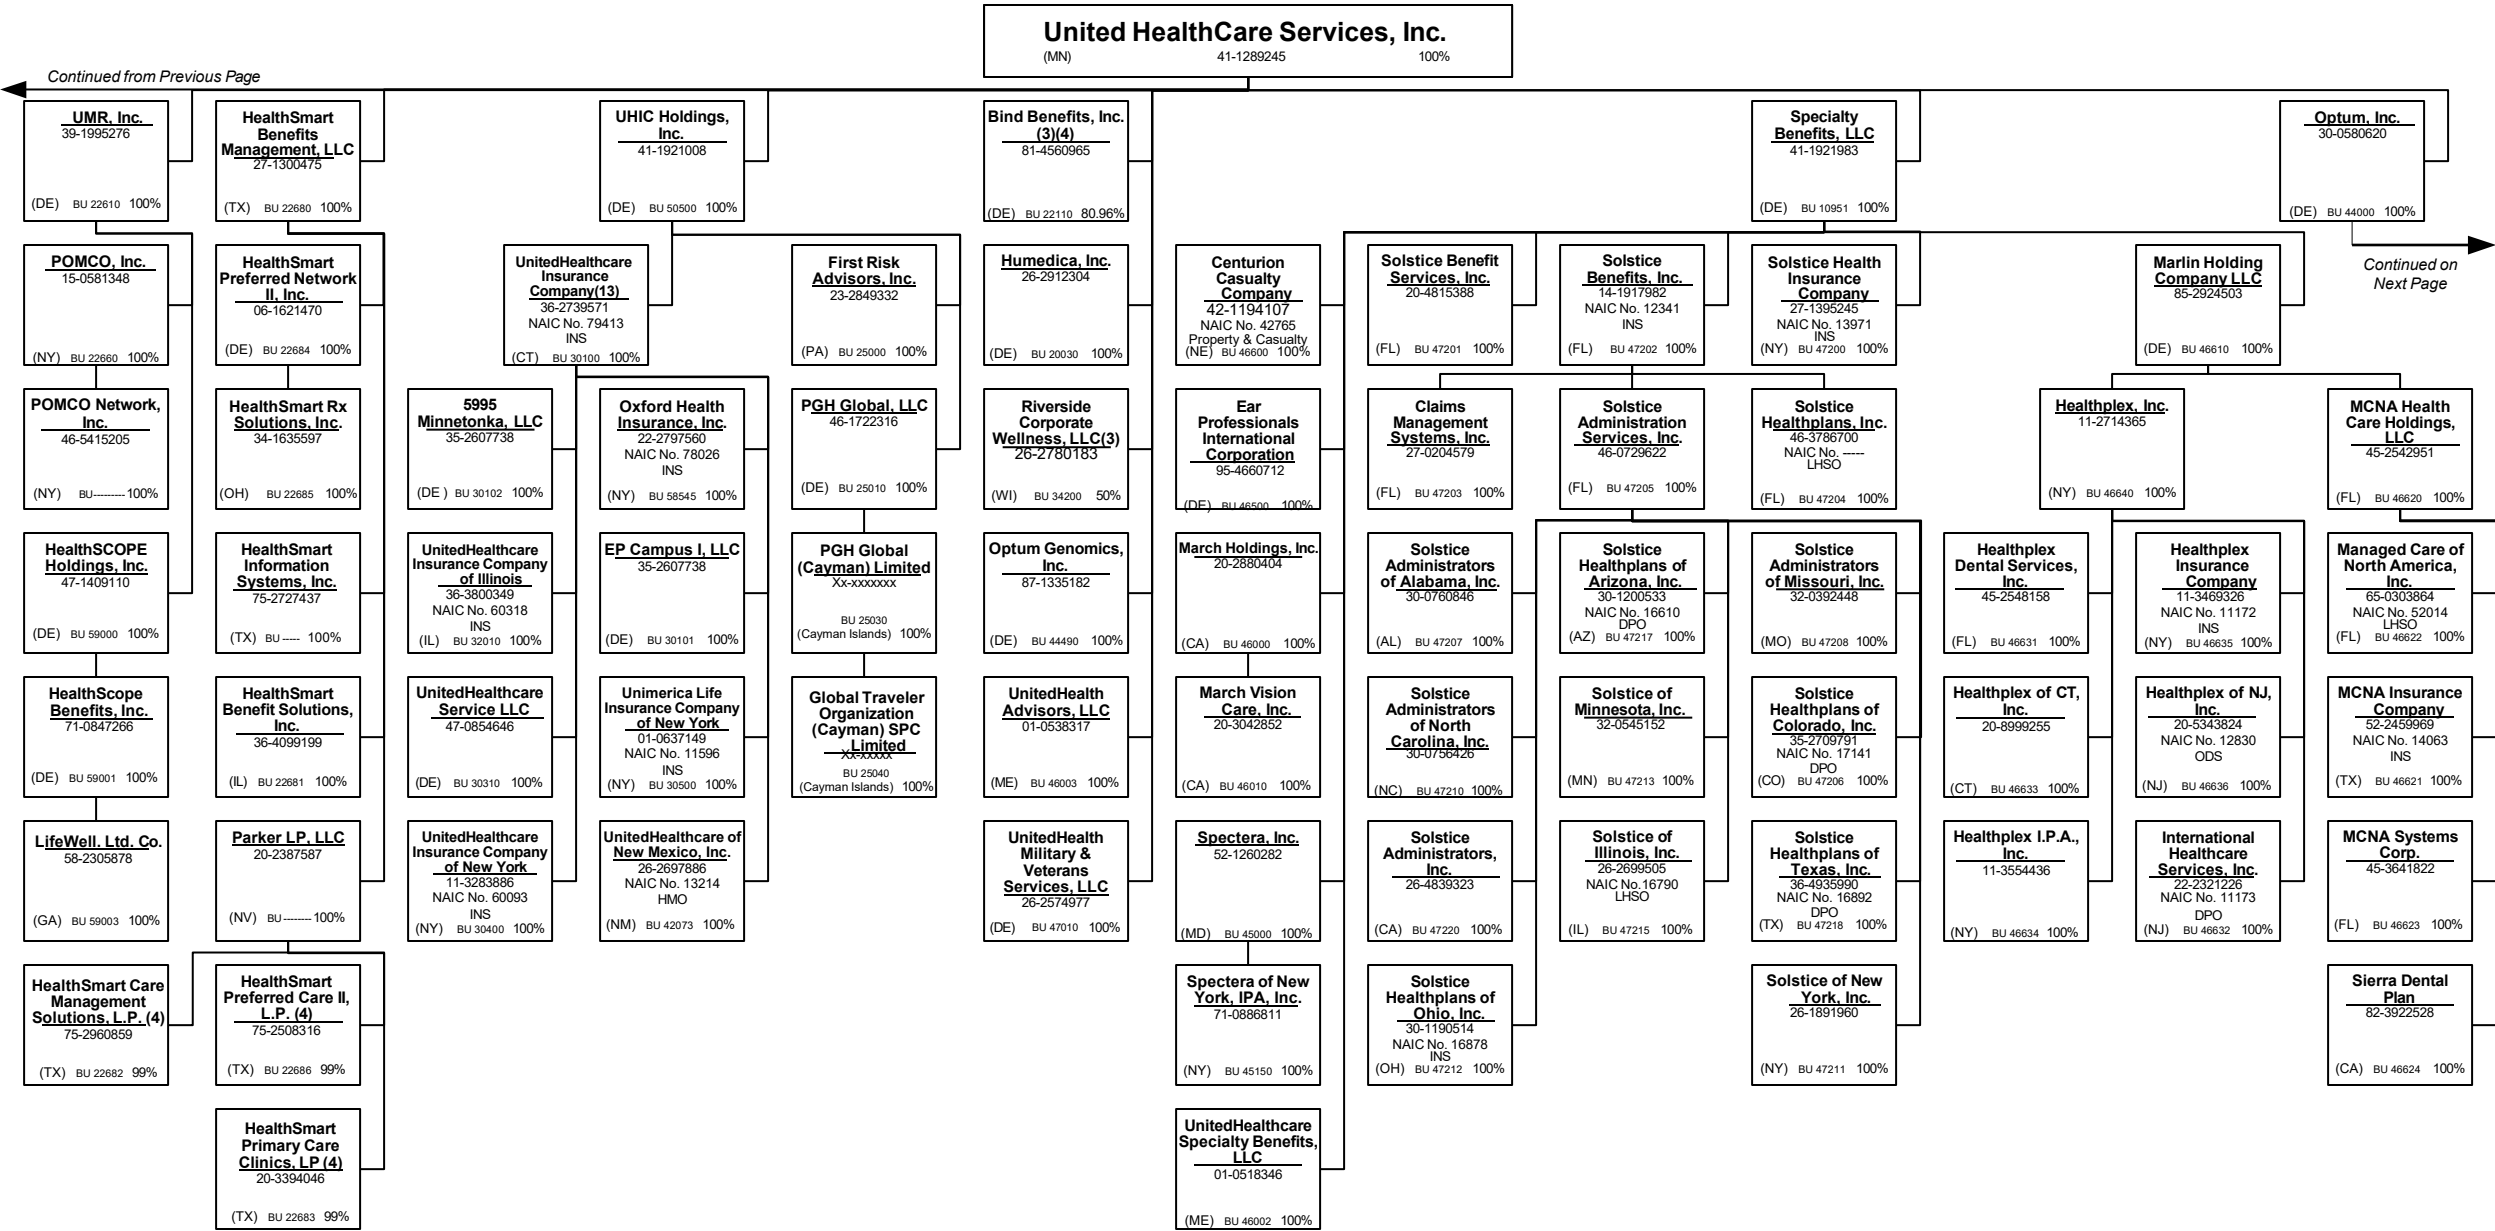 United HealthCare Services, Inc.
(MN) 41-1289245 100%
Continued from Previous Page
UMR, Inc.
39-1995276
(DE) BU 22610 100%
HealthSmart
Benefits
Management, LLC
27-1300475
(TX) BU 22680 100%
UHIC Holdings,
Inc.
41-1921008
(DE) BU 50500 100%
Bind Benefits, Inc.
(3)(4)
81-4560965
(DE) BU 22110 80.96%
Specialty
Benefits, LLC
41-1921983
(DE) BU 10951 100%
Optum, Inc.
30-0580620
(DE) BU 44000 100%
POMCO, Inc.
15-0581348
(NY) BU 22660 100%
HealthSmart
Preferred Network
II, Inc.
06-1621470
(DE) BU 22684 100%
UnitedHealthcare
Insurance
Company(13)
36-2739571
NAIC No. 79413
INS
(CT) BU 30100 100%
First Risk
Advisors, Inc.
23-2849332
(PA) BU 25000 100%
Humedica, Inc.
26-2912304
(DE) BU 20030 100%
Centurion
Casualty
Company
42-1194107
NAIC No. 42765
Property & Casualty
(NE) BU 46600 100%
Solstice Benefit
Services, Inc.
20-4815388
(FL) BU 47201 100%
Solstice
Benefits, Inc.
14-1917982
NAIC No. 12341
INS
(FL) BU 47202 100%
Solstice Health
Insurance
Company
27-1395245
NAIC No. 13971
INS
(NY) BU 47200 100%
Marlin Holding
Company LLC
85-2924503
(DE) BU 46610 100%
Continued on
Next Page
POMCO Network,
Inc.
46-5415205
(NY) BU--------- 100%
HealthSmart Rx
Solutions, Inc.
34-1635597
(OH) BU 22685 100%
5995
Minnetonka, LLC
35-2607738
(DE ) BU 30102 100%
Oxford Health
Insurance, Inc.
22-2797560
NAIC No. 78026
INS
(NY) BU 58545 100%
PGH Global, LLC
46-1722316
(DE) BU 25010 100%
Riverside
Corporate
Wellness, LLC(3)
26-2780183
(WI) BU 34200 50%
Ear
Professionals
International
Corporation
95-4660712
(DE) BU 46500 100%
Claims
Management
Systems, Inc.
27-0204579
(FL) BU 47203 100%
Solstice
Administration
Services, Inc.
46-0729622
(FL) BU 47205 100%
Solstice
Healthplans, Inc.
46-3786700
NAIC No. -----
LHSO
(FL) BU 47204 100%
Healthplex, Inc.
11-2714365
(NY) BU 46640 100%
MCNA Health
Care Holdings,
LLC
45-2542951
(FL) BU 46620 100%
HealthSCOPE
Holdings, Inc.
47-1409110
(DE) BU 59000 100%
HealthSmart
Information
Systems, Inc.
75-2727437
(TX) BU ----- 100%
UnitedHealthcare
Insurance Company
of Illinois
36-3800349
NAIC No. 60318
INS
(IL) BU 32010 100%
EP Campus I, LLC
35-2607738
(DE) BU 30101 100%
PGH Global
(Cayman) Limited
Xx-xxxxxxx
BU 25030
(Cayman Islands) 100%
Optum Genomics,
Inc.
87-1335182
(DE) BU 44490 100%
March Holdings, Inc.
20-2880404
(CA) BU 46000 100%
Solstice
Administrators
of Alabama, Inc.
30-0760846
(AL) BU 47207 100%
Solstice
Healthplans of
Arizona, Inc.
30-1200533
NAIC No. 16610
DPO
(AZ) BU 47217 100%
Solstice
Administrators
of Missouri, Inc.
32-0392448
(MO) BU 47208 100%
Healthplex
Dental Services,
Inc.
45-2548158
(FL) BU 46631 100%
Healthplex
Insurance
Company
11-3469326
NAIC No. 11172
INS
(NY) BU 46635 100%
Managed Care of
North America,
Inc.
65-0303864
NAIC No. 52014
LHSO
(FL) BU 46622 100%
HealthScope
Benefits, Inc.
71-0847266
(DE) BU 59001 100%
HealthSmart
Benefit Solutions,
Inc.
36-4099199
(IL) BU 22681 100%
UnitedHealthcare
Service LLC
47-0854646
(DE) BU 30310 100%
Unimerica Life
Insurance Company
of New York
01-0637149
NAIC No. 11596
INS
(NY) BU 30500 100%
Global Traveler
Organization
(Cayman) SPC
Limited
Xx-xxxxx
BU 25040
(Cayman Islands) 100%
UnitedHealth
Advisors, LLC
01-0538317
(ME) BU 46003 100%
March Vision
Care, Inc.
20-3042852
(CA) BU 46010 100%
Solstice
Administrators
of North
Carolina, Inc.
30-0756426
(NC) BU 47210 100%
Solstice of
Minnesota, Inc.
32-0545152
(MN) BU 47213 100%
Solstice
Healthplans of
Colorado, Inc.
35-2709791
NAIC No. 17141
DPO
(CO) BU 47206 100%
Healthplex of CT,
Inc.
20-8999255
(CT) BU 46633 100%
Healthplex of NJ,
Inc.
20-5343824
NAIC No. 12830
ODS
(NJ) BU 46636 100%
MCNA Insurance
Company
52-2459969
NAIC No. 14063
INS
(TX) BU 46621 100%
LifeWell. Ltd. Co.
58-2305878
(GA) BU 59003 100%
Parker LP, LLC
20-2387587
(NV) BU -------- 100%
UnitedHealthcare
Insurance Company
of New York
11-3283886
NAIC No. 60093
INS
(NY) BU 30400 100%
UnitedHealthcare of
New Mexico, Inc.
26-2697886
NAIC No. 13214
HMO
(NM) BU 42073 100%
UnitedHealth
Military &
Veterans
Services, LLC
26-2574977
(DE) BU 47010 100%
Spectera, Inc.
52-1260282
(MD) BU 45000 100%
Solstice
Administrators,
Inc.
26-4839323
(CA) BU 47220 100%
Solstice of
Illinois, Inc.
26-2699505
NAIC No.16790
LHSO
(IL) BU 47215 100%
Solstice
Healthplans of
Texas, Inc.
36-4935990
NAIC No. 16892
DPO
(TX) BU 47218 100%
Healthplex I.P.A.,
Inc.
11-3554436
(NY) BU 46634 100%
International
Healthcare
Services, Inc.
22-2321226
NAIC No. 11173
DPO
(NJ) BU 46632 100%
MCNA Systems
Corp.
45-3641822
(FL) BU 46623 100%
HealthSmart Care
Management
Solutions, L.P. (4)
75-2960859
(TX) BU 22682 99%
HealthSmart
Preferred Care II,
L.P. (4)
75-2508316
(TX) BU 22686 99%
Spectera of New
York, IPA, Inc.
71-0886811
(NY) BU 45150 100%
Solstice
Healthplans of
Ohio, Inc.
30-1190514
NAIC No. 16878
INS
(OH) BU 47212 100%
Solstice of New
York, Inc.
26-1891960
(NY) BU 47211 100%
Sierra Dental
Plan
82-3922528
(CA) BU 46624 100%
HealthSmart
Primary Care
Clinics, LP (4)
20-3394046
(TX) BU 22683 99%
UnitedHealthcare
Specialty Benefits,
LLC
01-0518346
(ME) BU 46002 100%